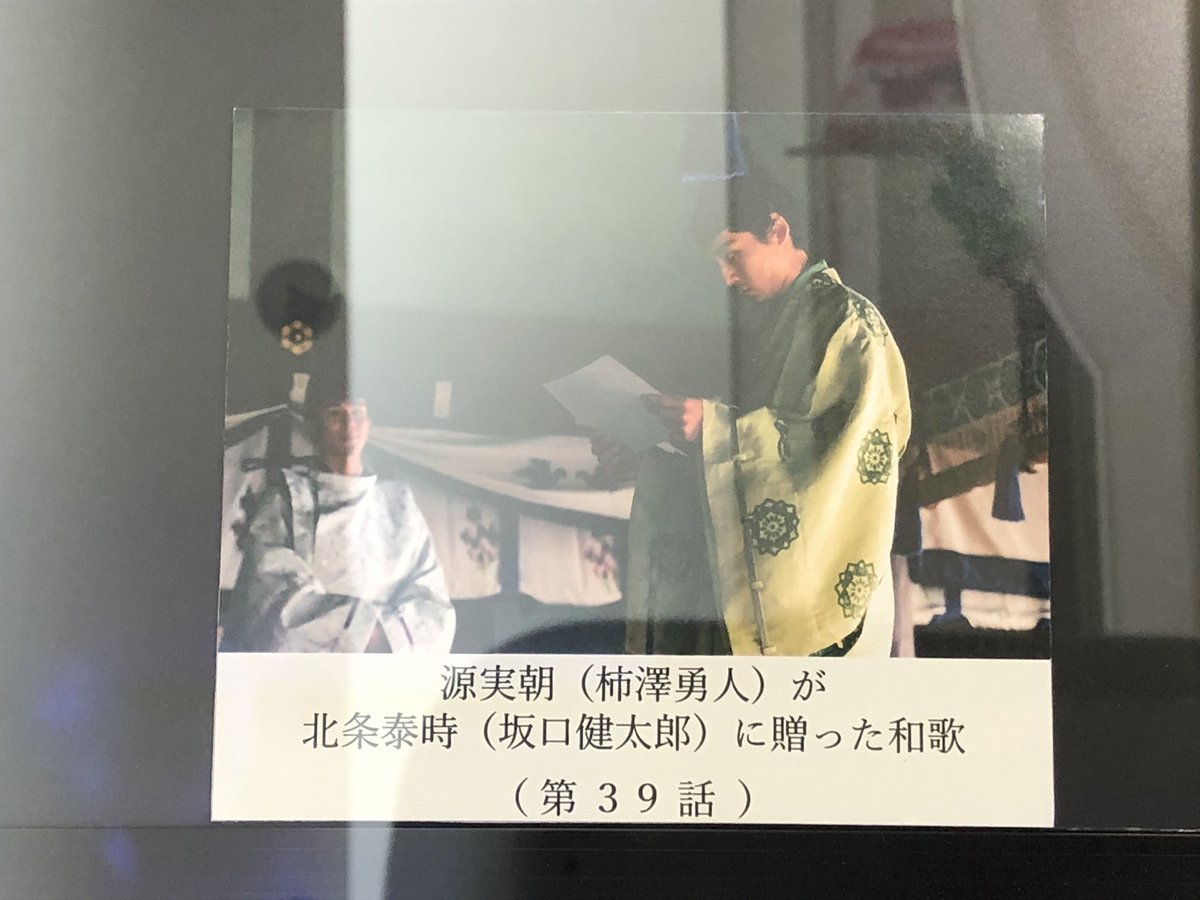 源実朝（柿澤勇人）が
北条泰時（坂口健太郎）に贈った和歌
（第３９話）